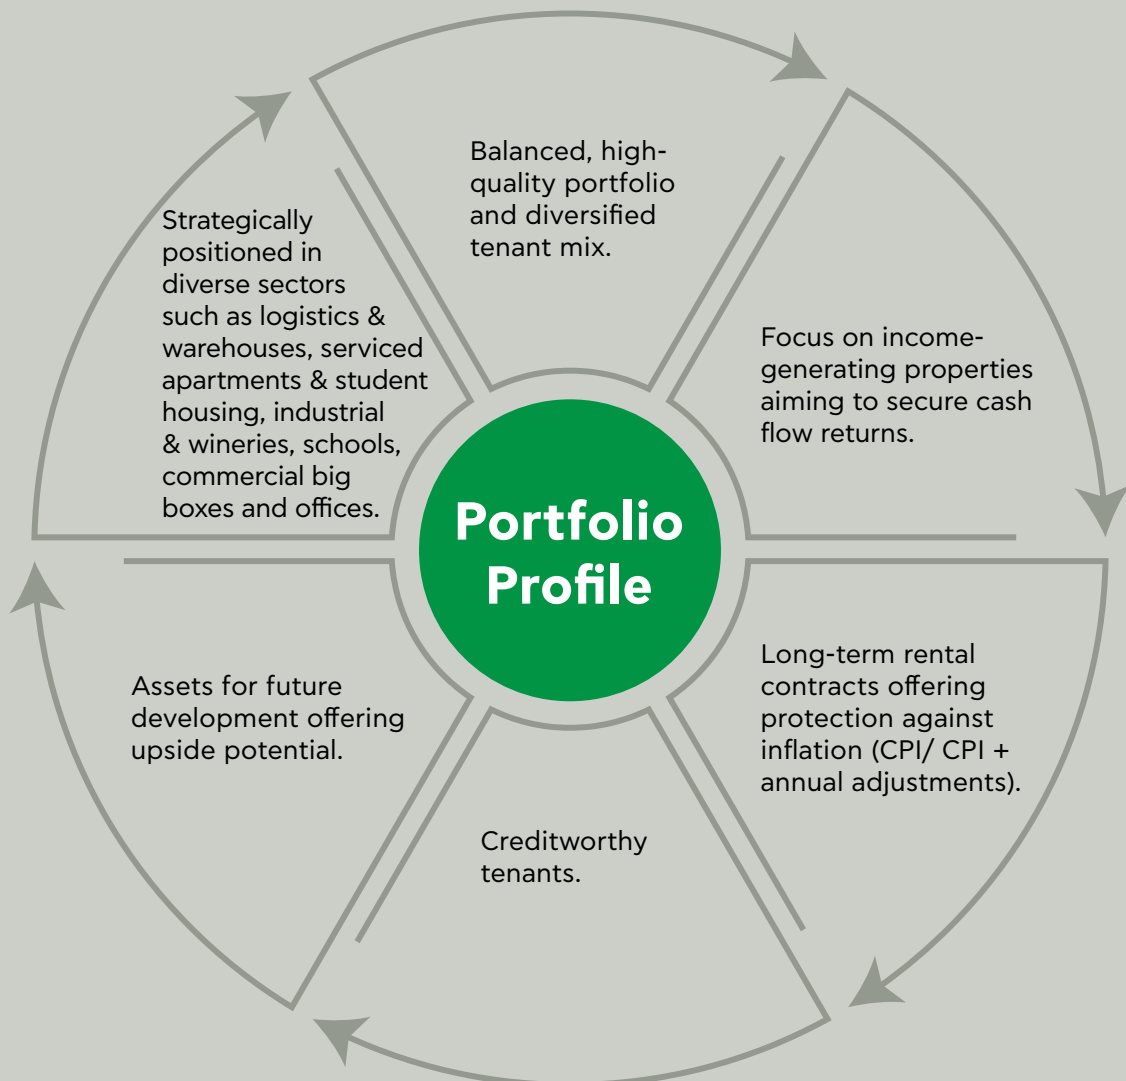 Balanced, high-
quality portfolio
and diversified
tenant mix.
Focus on income-
generating properties
aiming to secure cash
flow returns.
Long-term rental
contracts offering
protection against
inflation (CPI/ CPI +
annual adjustments).
Creditworthy
tenants.
Assets for future
development offering
upside potential.
Strategically
positioned in
diverse sectors
such as logistics &
warehouses, serviced
apartments & student
housing, industrial
& wineries, schools,
commercial big
boxes and offices.
Portfolio
Profile